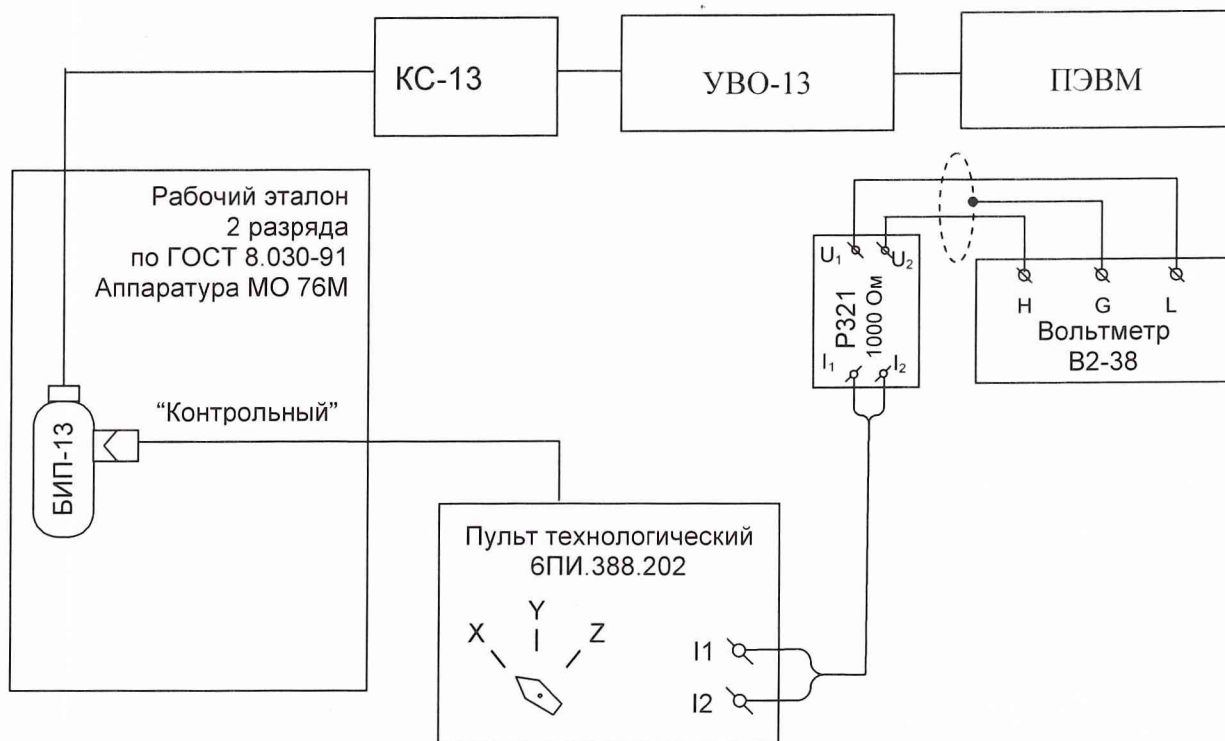 КС-13
УВО-13
ПЭВМ
Рабочий эталон
2 разряда
по ГОСТ 8.030-91
Аппаратура МО 76М
U₁ U₂
Р321
1000 Ом
I₁ I₂
H G L
Вольтметр
В2-38
БИП-13
“Контрольный”
Пульт технологический
6ПИ.388.202
X Y Z
I1
I2